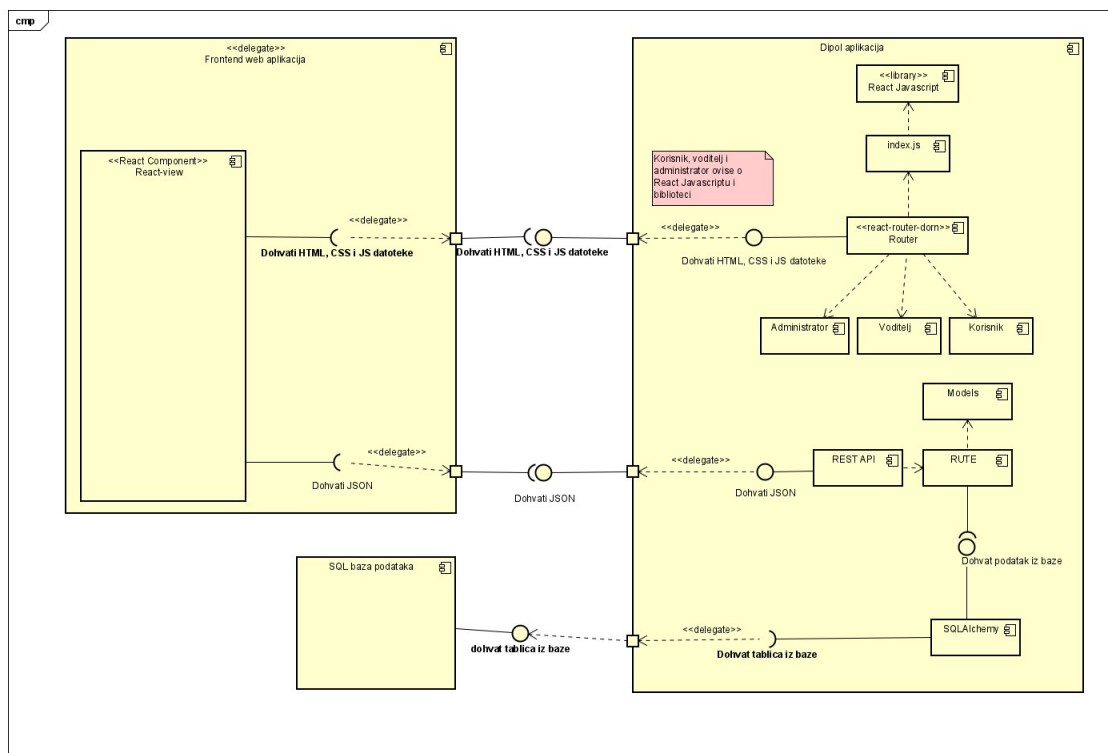 cmp
<<delegate>>
Frontend web aplikacija
<<React Component>>
React-view
<<delegate>>
Dohvati HTML, CSS i JS datoteke
<<delegate>>
Dohvati JSON
Dohvati HTML, CSS i JS datoteke
Dohvati JSON
SQL baza podataka
dohvat tablica iz baze
Dipol aplikacija
<<library>>
React Javascript
index.js
Korisnik, voditelj i
administrator ovise o
React Javascriptu i
biblioteci
<<delegate>>
Dohvati HTML, CSS i JS datoteke
<<react-router-dom>>
Router
Administrator
Voditelj
Korisnik
Models
<<delegate>>
Dohvati JSON
REST API
RUTE
Dohvat podatak iz baze
<<delegate>>
Dohvat tablica iz baze
SQLAlchemy